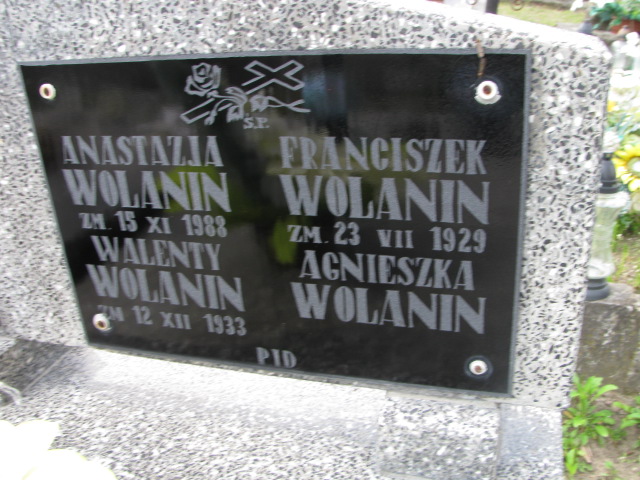 Ś.P.
ANASTAZJA
WOLANIN
ZM. 15 XI 1988
WALENTY
WOLANIN
ZM 12 XII 1933
FRANCISZEK
WOLANIN
ZM. 23 VII 1929
AGNIESZKA
WOLANIN
PID